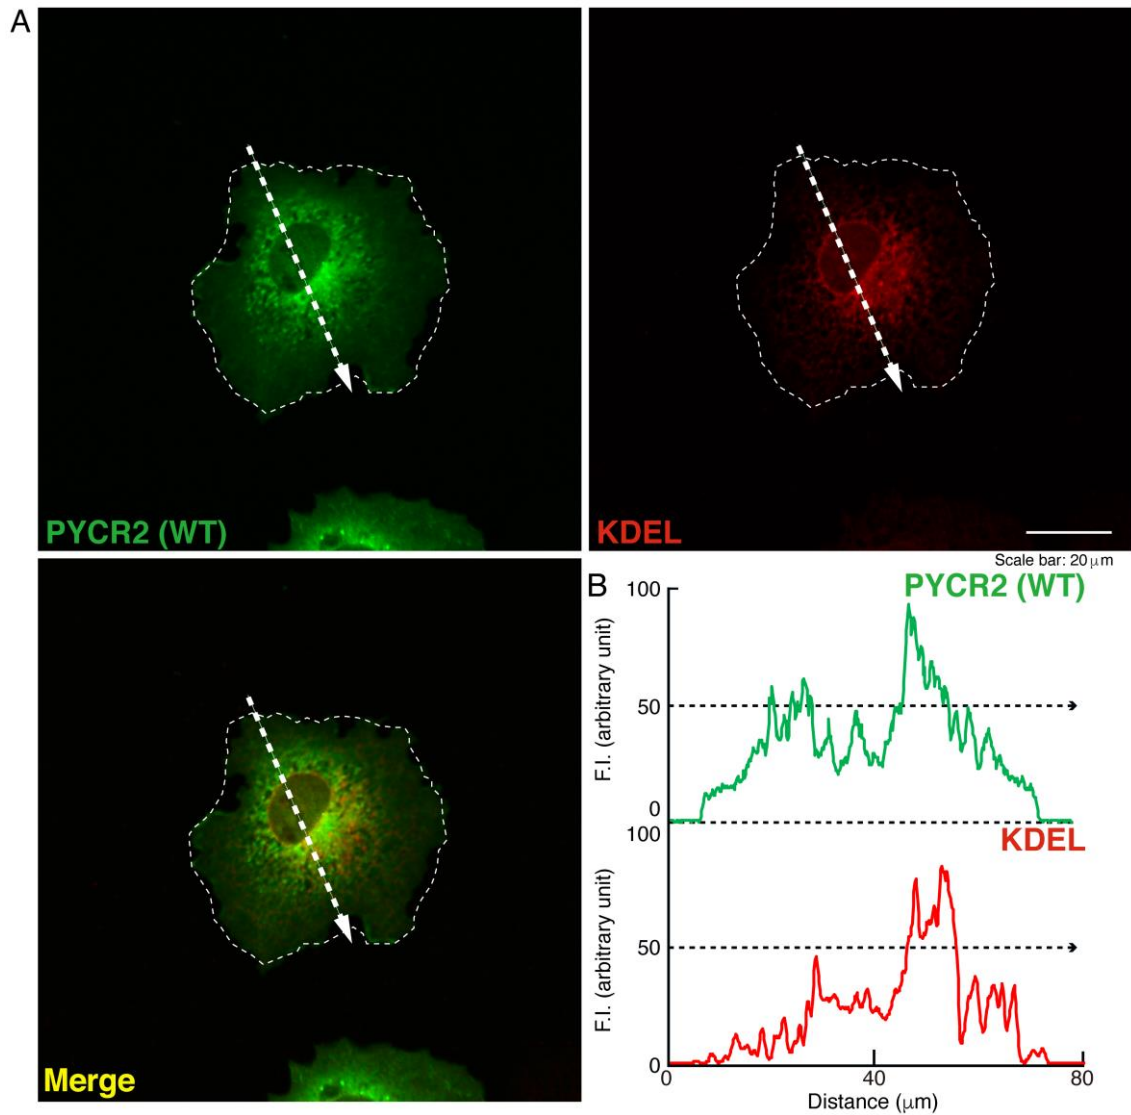 A
PYCR2 (WT)
KDEL
Scale bar: 20 μm
Merge
B
PYCR2 (WT)
100
50
0
F.I. (arbitrary unit)
KDEL
100
50
0
F.I. (arbitrary unit)
0
40
80
Distance (μm)